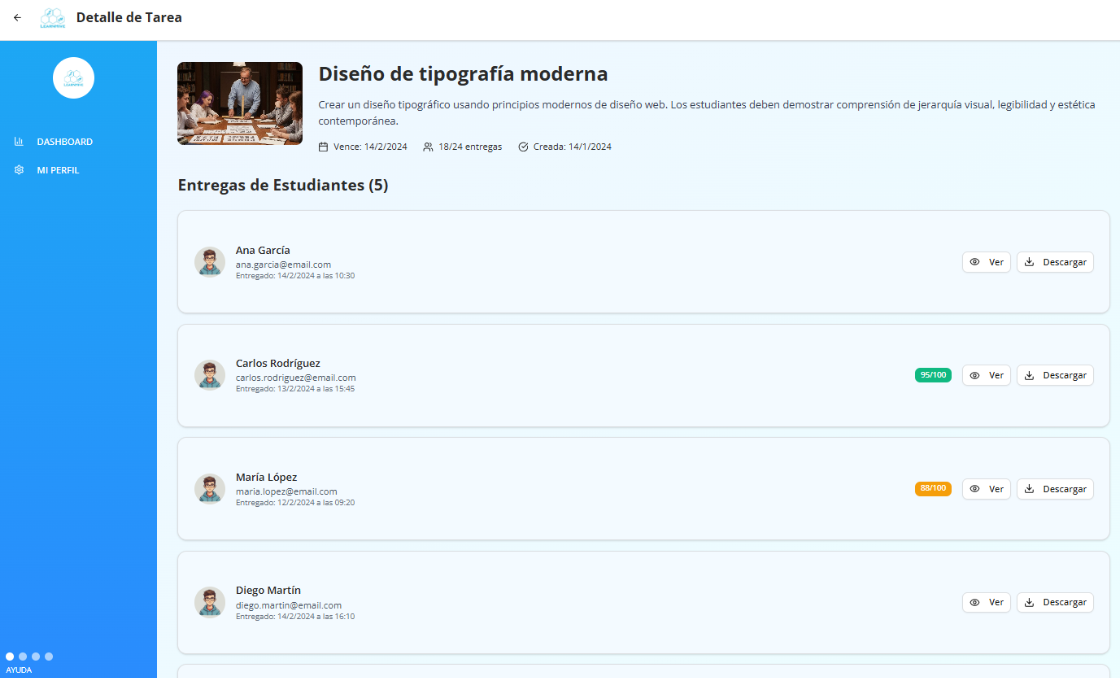 Detalle de Tarea
DASHBOARD
MI PERFIL
Diseño de tipografía moderna
Crear un diseño tipográfico usando principios modernos de diseño web. Los estudiantes deben demostrar comprensión de jerarquía visual, legibilidad y estética
contemporánea.
Vence: 14/2/2024 18/24 entregas Creada: 14/1/2024
Entregas de Estudiantes (5)
Ana García
ana.garcia@email.com
Entregado: 14/2/2024 a las 10:30
Ver Descargar
Carlos Rodríguez
carlos.rodriguez@email.com
Entregado: 13/2/2024 a las 15:45
95/100 Ver Descargar
María López
maria.lopez@email.com
Entregado: 12/2/2024 a las 09:20
88/100 Ver Descargar
Diego Martín
diego.martin@email.com
Entregado: 14/2/2024 a las 16:10
Ver Descargar
AYUDA